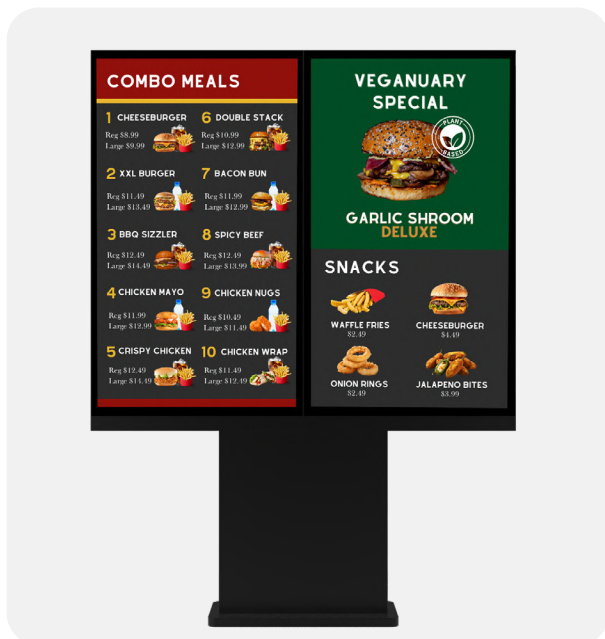 COMBO MEALS
1 CHEESEBURGER
Reg $8.99
Large $9.99
2 XXL BURGER
Reg $11.49
Large $13.49
3 BBQ SIZZLER
Reg $12.49
Large $14.49
4 CHICKEN MAYO
Reg $11.99
Large $12.99
5 CRISPY CHICKEN
Reg $12.49
Large $14.49
6 DOUBLE STACK
Reg $10.99
Large $12.99
7 BACON BUN
Reg $11.99
Large $12.99
8 SPICY BEEF
Reg $12.49
Large $13.99
9 CHICKEN NUGS
Reg $10.49
Large $11.49
10 CHICKEN WRAP
Reg $11.49
Large $12.49
VEGANUARY
SPECIAL
PLANT
BASED
GARLIC SHROOM
DELUXE
SNACKS
WAFFLE FRIES
$2.49
CHEESEBURGER
$4.49
ONION RINGS
$2.49
JALAPENO BITES
$3.99